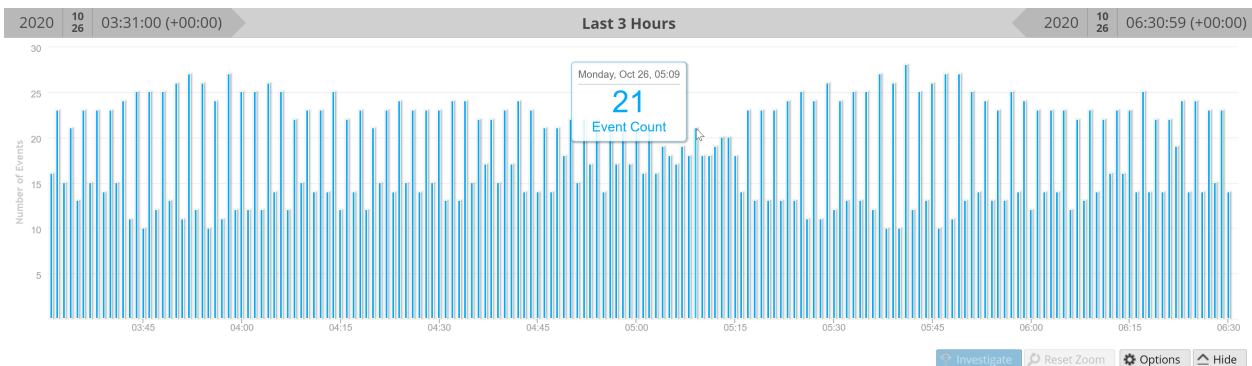 2020 10 26 03:31:00 (+00:00) Last 3 Hours 2020 10 26 06:30:59 (+00:00)
30
Monday, Oct 26, 05:09
25
21
Event Count
20
15
10
5
Number of Events
03:45 04:00 04:15 04:30 04:45 05:00 05:15 05:30 05:45 06:00 06:15 06:30
Investigate Reset Zoom Options Hide